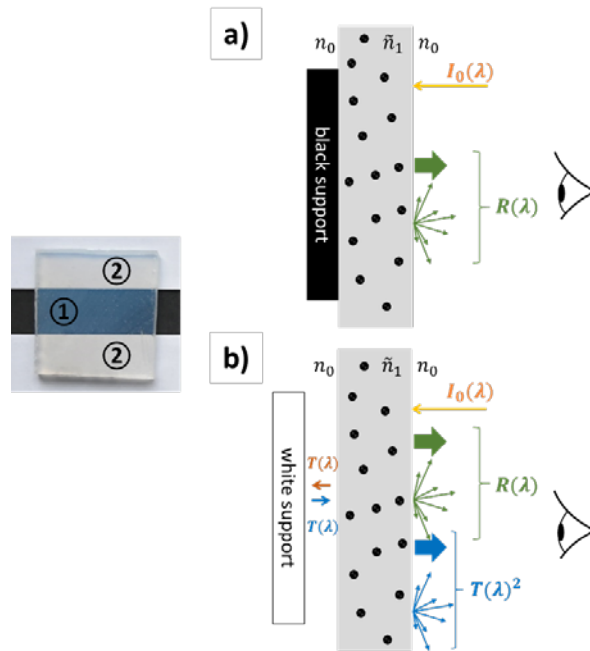 a)
n₀ ñ₁ n₀
I₀(λ)
black support
R(λ)
① ② ②
b)
n₀ ñ₁ n₀
I₀(λ)
white support
T(λ)
T(λ)
R(λ)
T(λ)²